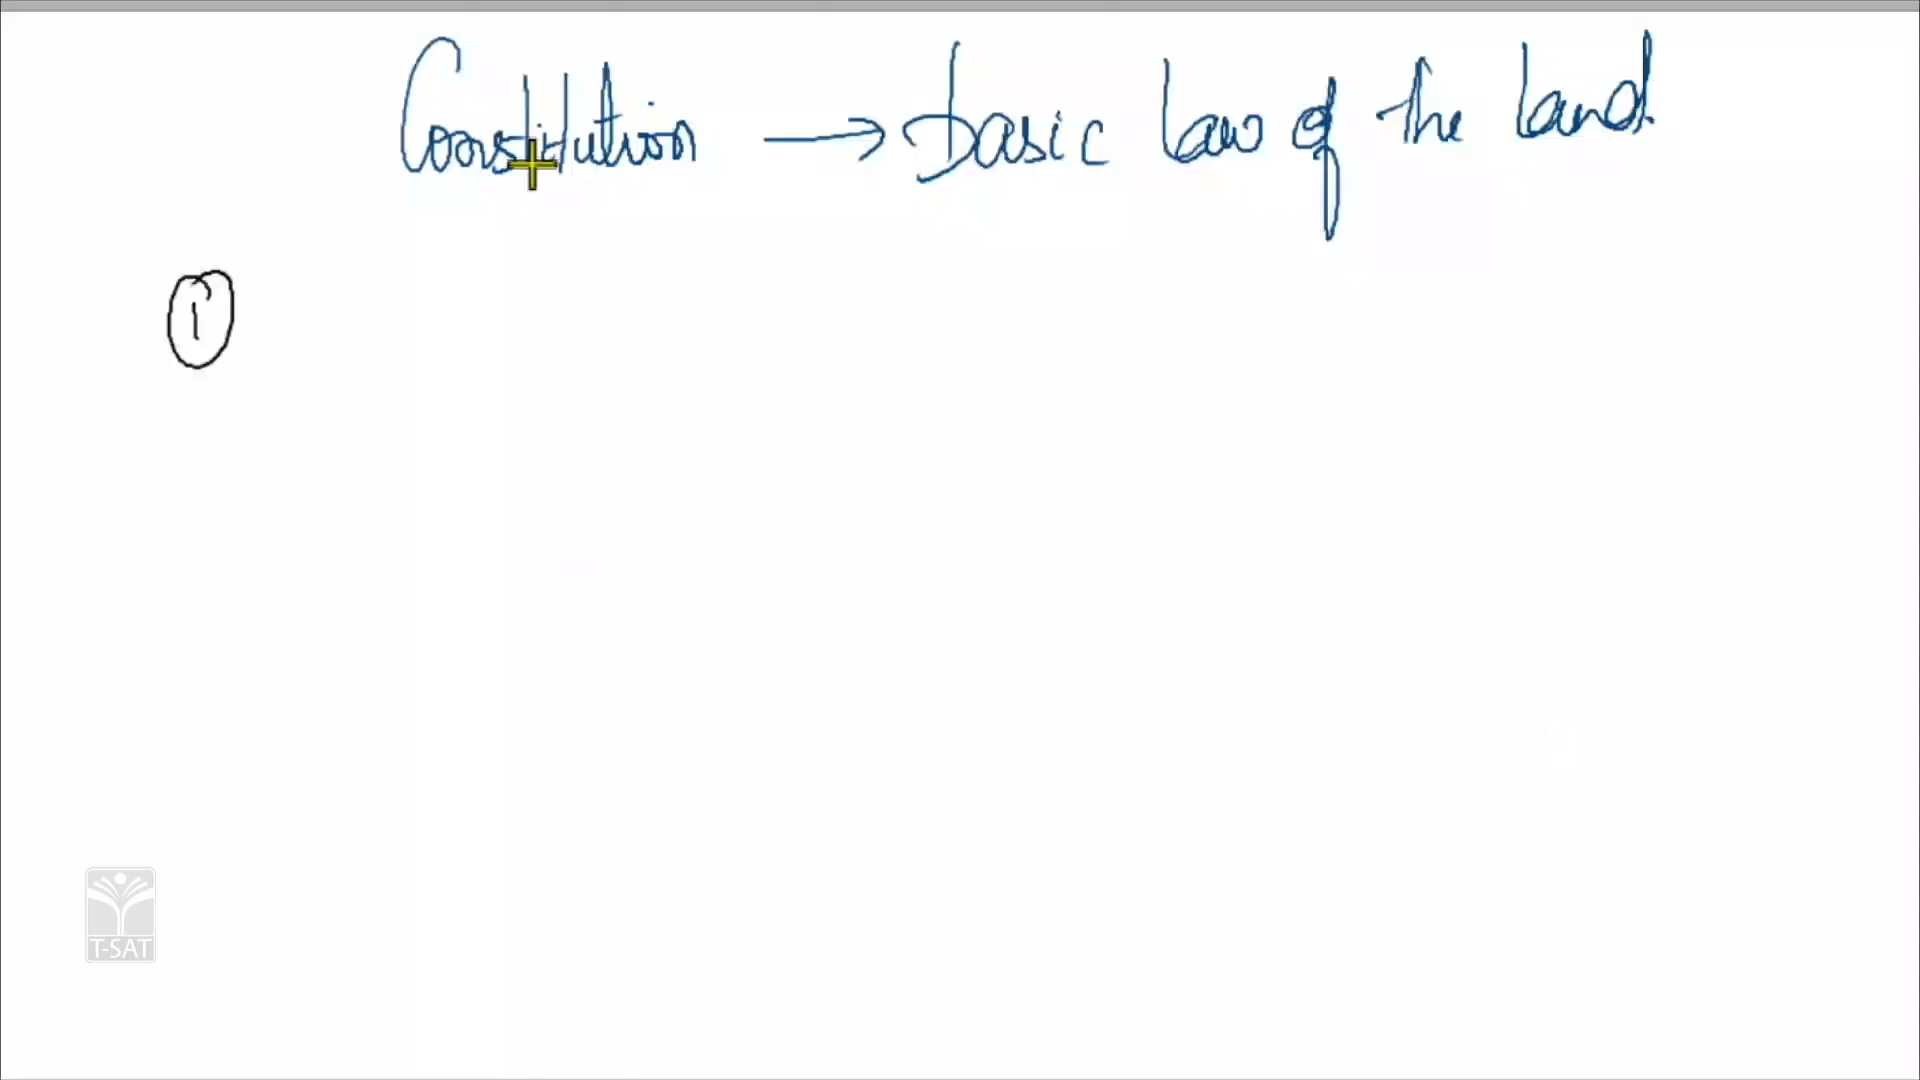 Constitution → basic law of the land
①
T-SAT